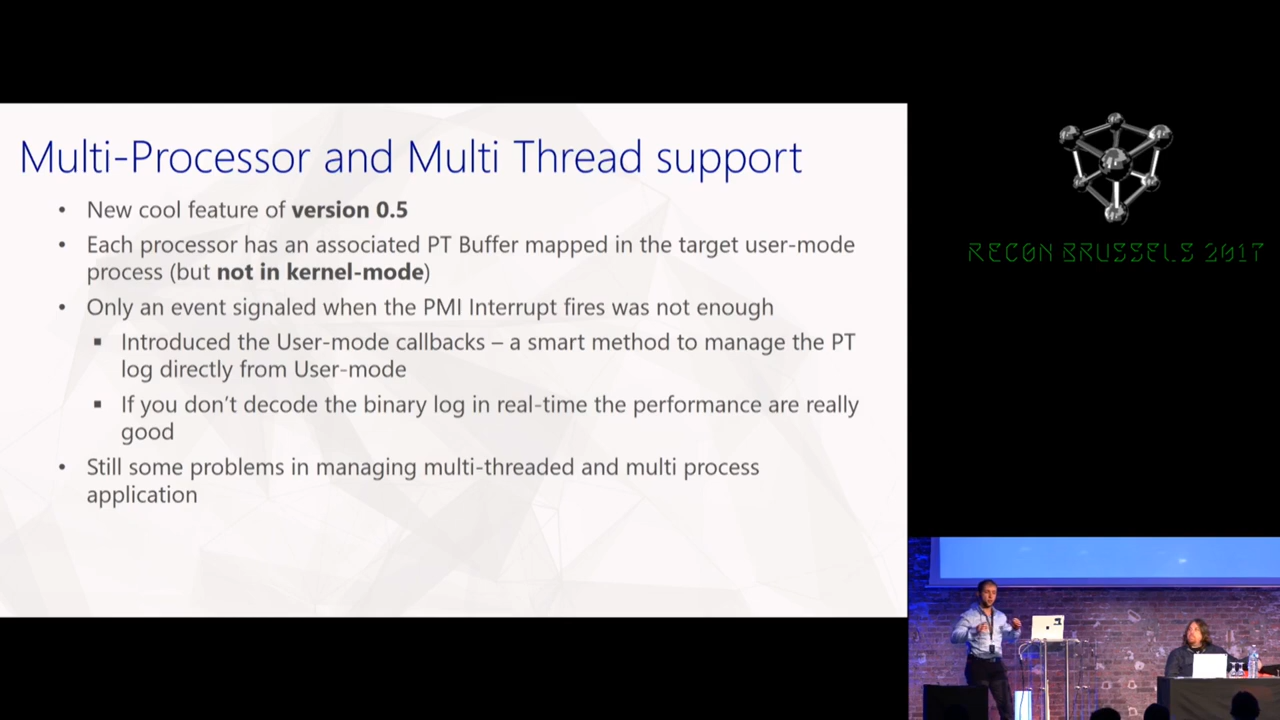 Multi-Processor and Multi Thread support
• New cool feature of version 0.5
• Each processor has an associated PT Buffer mapped in the target user-mode
process (but not in kernel-mode)
• Only an event signaled when the PMI Interrupt fires was not enough
▪ Introduced the User-mode callbacks – a smart method to manage the PT
log directly from User-mode
▪ If you don’t decode the binary log in real-time the performance are really
good
• Still some problems in managing multi-threaded and multi process
application
RECON BRUSSELS 2017